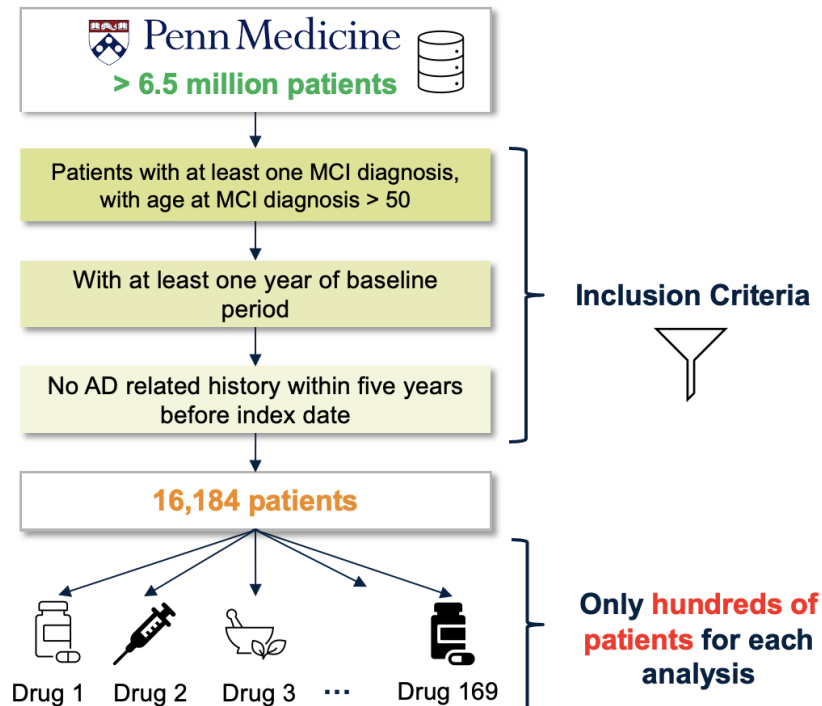 Penn Medicine
> 6.5 million patients
Patients with at least one MCI diagnosis,
with age at MCI diagnosis > 50
With at least one year of baseline
period
No AD related history within five years
before index date
Inclusion Criteria
16,184 patients
Only hundreds of
patients for each
analysis
Drug 1 Drug 2 Drug 3 ... Drug 169